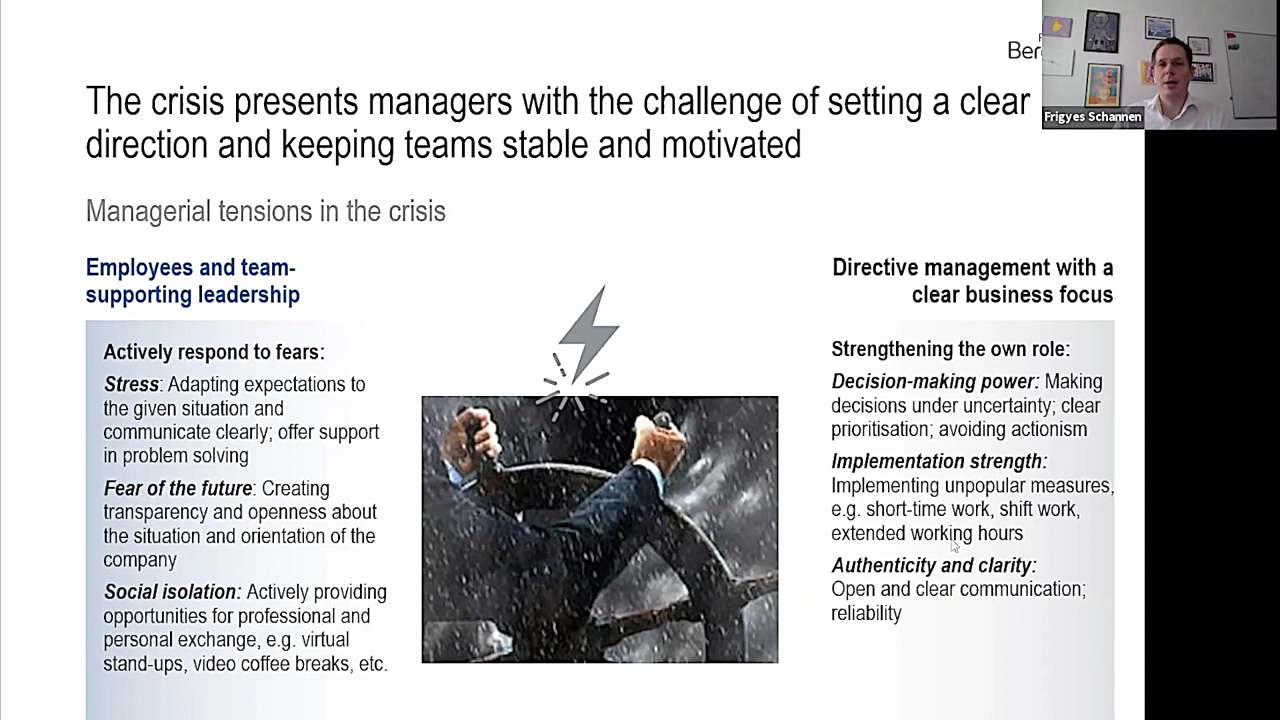 The crisis presents managers with the challenge of setting a clear
direction and keeping teams stable and motivated
Frigyes Schannen
Managerial tensions in the crisis
Employees and team-
supporting leadership
Actively respond to fears:
Stress: Adapting expectations to
the given situation and
communicate clearly; offer support
in problem solving
Fear of the future: Creating
transparency and openness about
the situation and orientation of the
company
Social isolation: Actively providing
opportunities for professional and
personal exchange, e.g. virtual
stand-ups, video coffee breaks, etc.
Directive management with a
clear business focus
Strengthening the own role:
Decision-making power: Making
decisions under uncertainty; clear
prioritisation; avoiding actionism
Implementation strength:
Implementing unpopular measures,
e.g. short-time work, shift work,
extended working hours
Authenticity and clarity:
Open and clear communication;
reliability